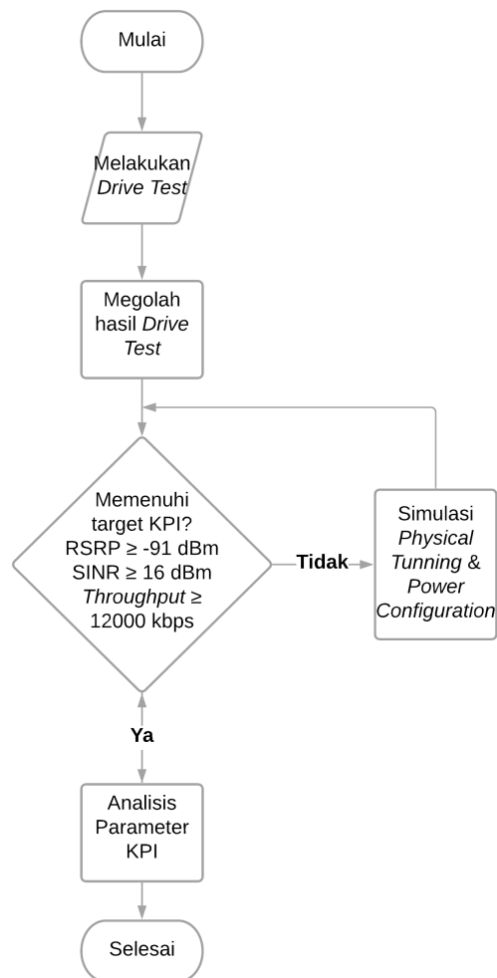 Mulai
Melakukan
Drive Test
Megolah
hasil Drive
Test
Memenuhi
target KPI?
RSRP ≥ -91 dBm
SINR ≥ 16 dBm
Throughput ≥
12000 kbps
Tidak
Simulasi
Physical
Tunning &
Power
Configuration
Ya
Analisis
Parameter
KPI
Selesai